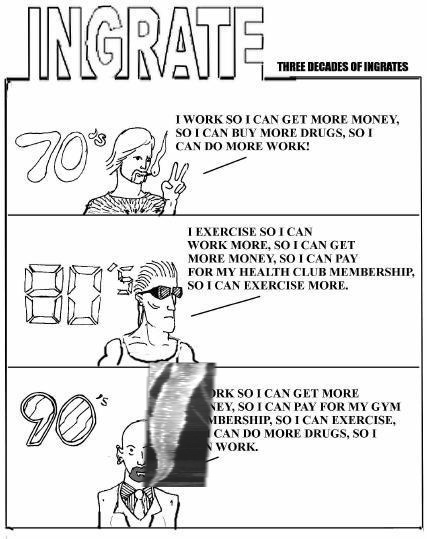 INGRATE
THREE DECADES OF INGRATES
70's
I WORK SO I CAN GET MORE MONEY,
SO I CAN BUY MORE DRUGS, SO I
CAN DO MORE WORK!
80's
I EXERCISE SO I CAN
WORK MORE, SO I CAN GET
MORE MONEY, SO I CAN PAY
FOR MY HEALTH CLUB MEMBERSHIP,
SO I CAN EXERCISE MORE.
90's
SO I CAN GET MORE
SO I CAN PAY FOR MY GYM
SO I CAN EXERCISE,
CAN DO MORE DRUGS, SO I
WORK.